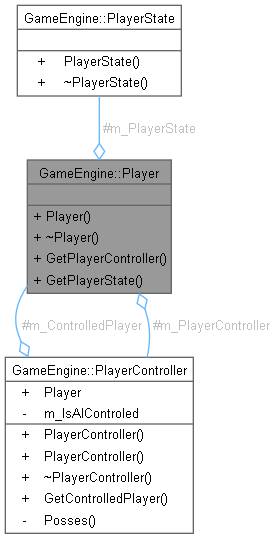 GameEngine::PlayerState
+ PlayerState()
+ ~PlayerState()
#m_PlayerState
GameEngine::Player
+ Player()
+ ~Player()
+ GetPlayerController()
+ GetPlayerState()
#m_ControlledPlayer
#m_PlayerController
GameEngine::PlayerController
+ Player
- m_IsAIControled
+ PlayerController()
+ PlayerController()
+ ~PlayerController()
+ GetControlledPlayer()
- Posses()